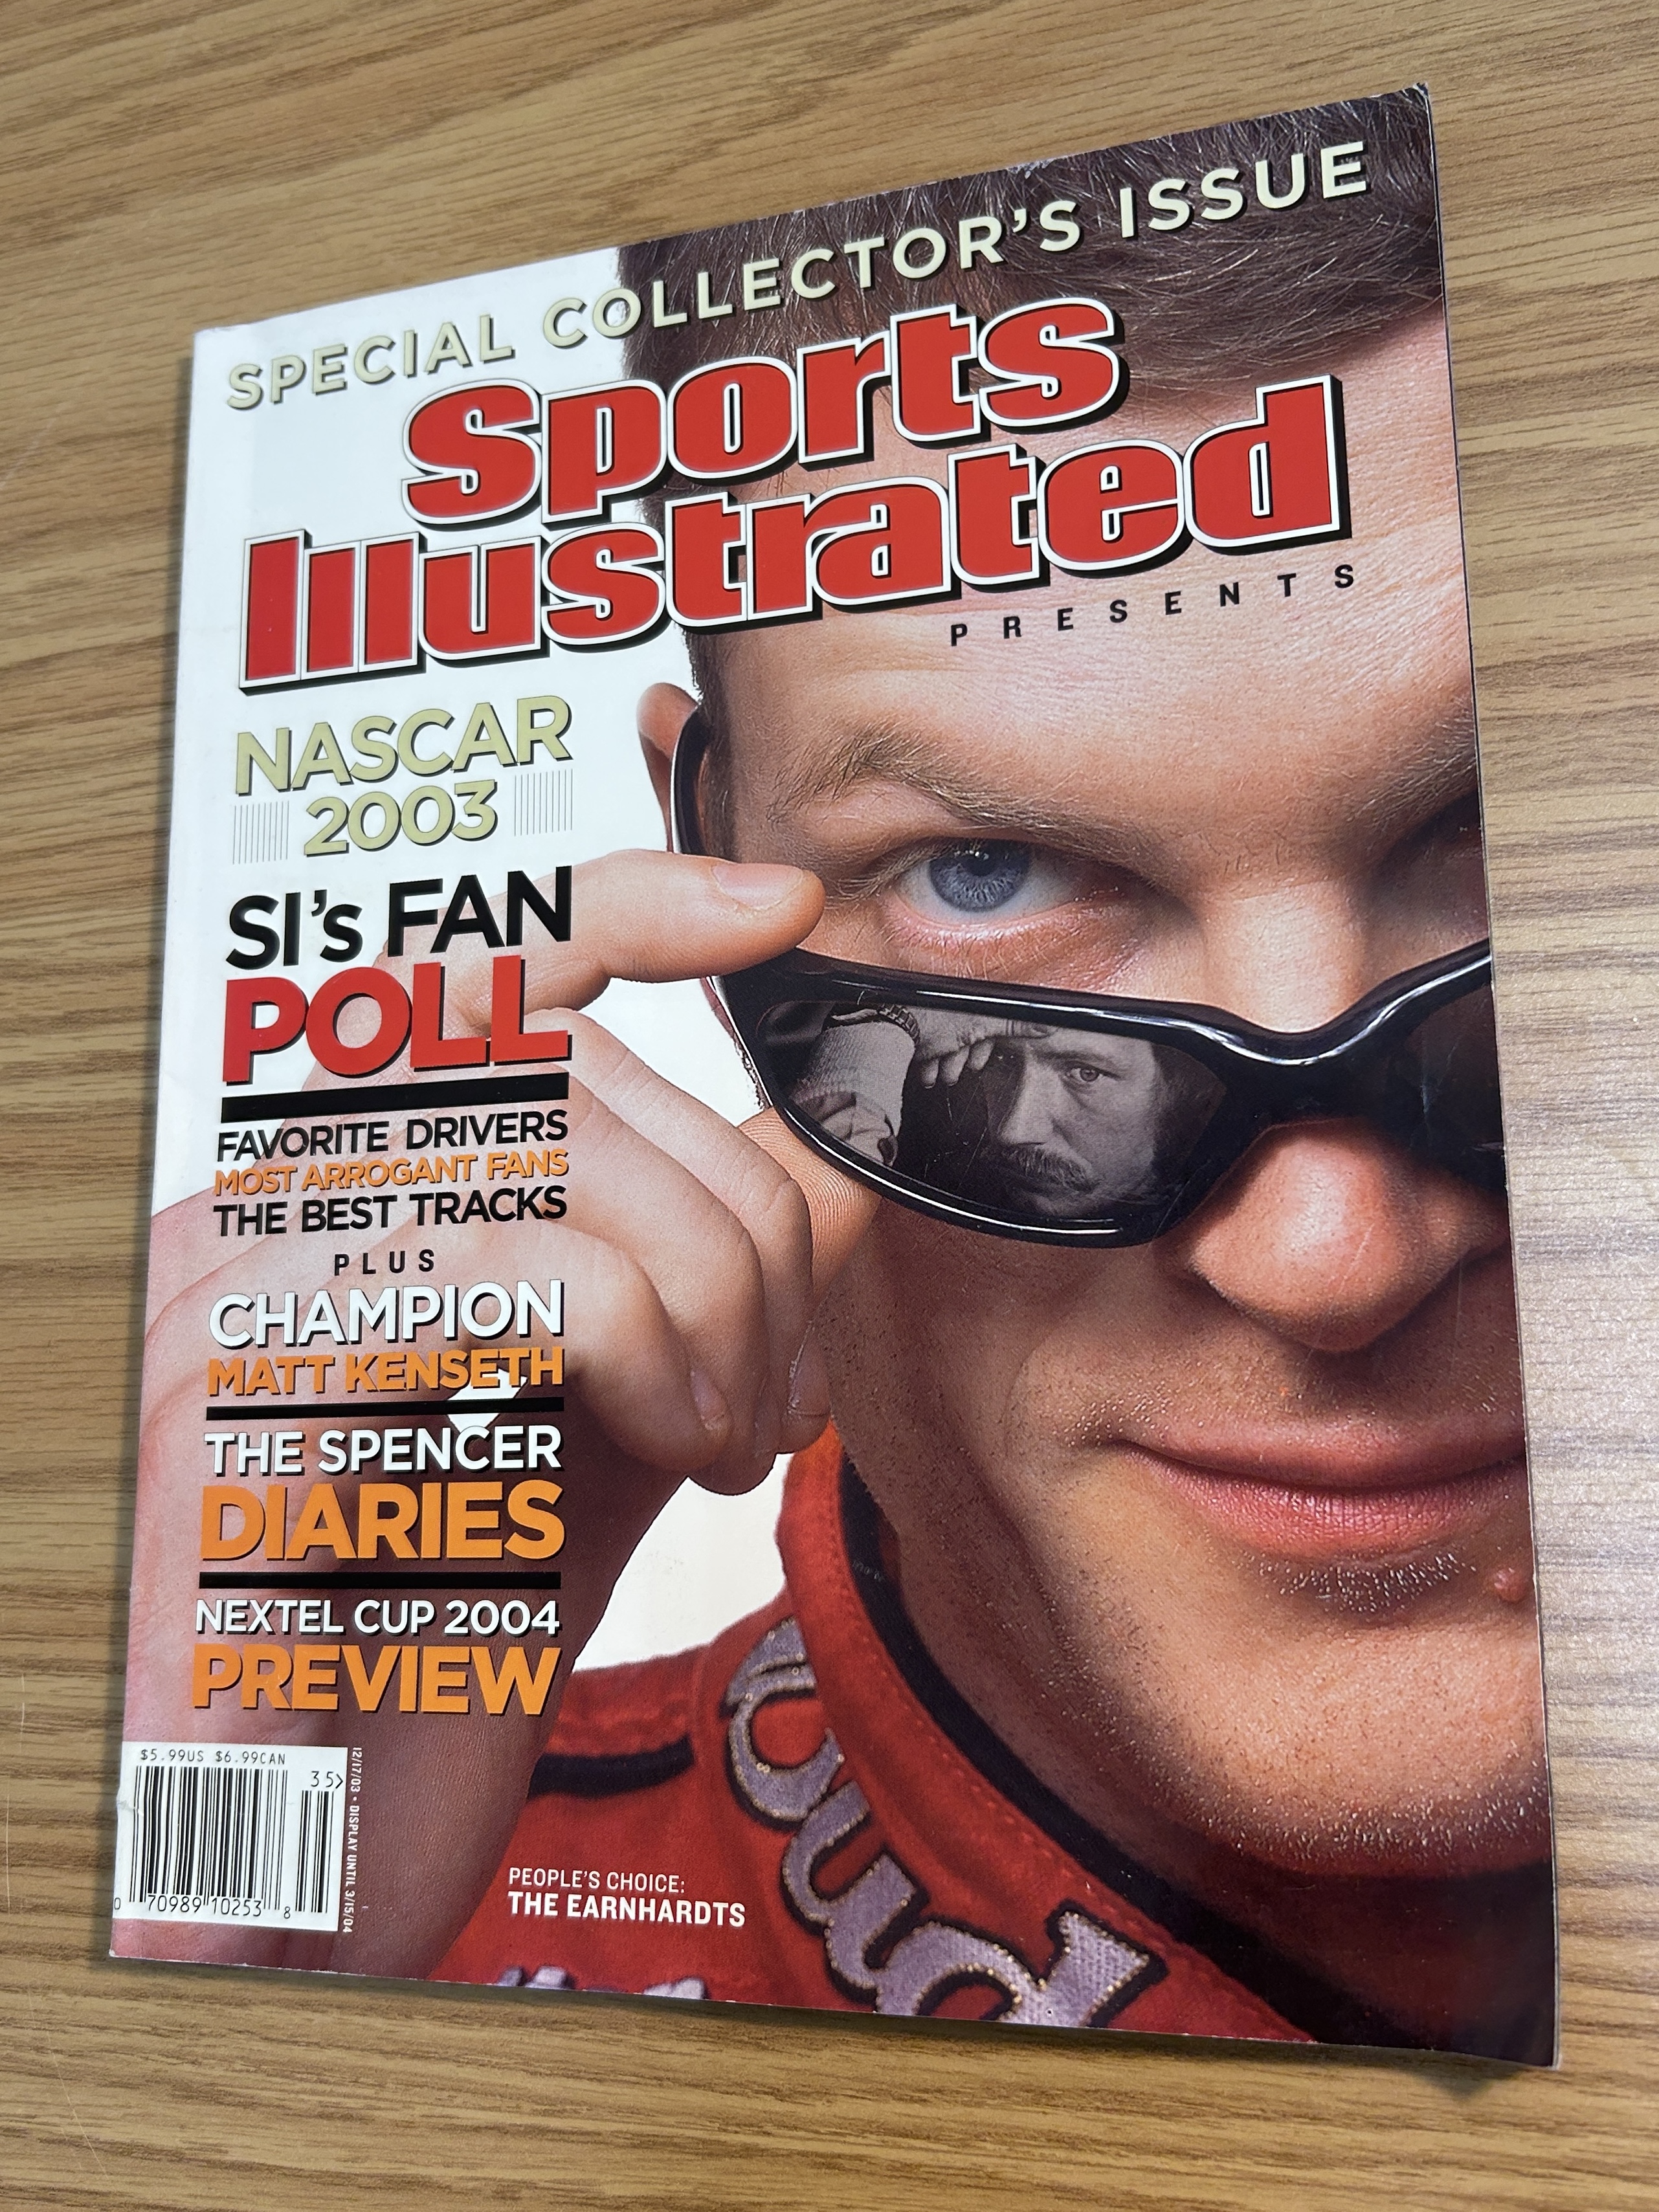 SPECIAL COLLECTOR'S ISSUE
Sports
Illustrated
PRESENTS
NASCAR
2003
SI's FAN
POLL
FAVORITE DRIVERS
MOST ARROGANT FANS
THE BEST TRACKS
PLUS
CHAMPION
MATT KENSETH
THE SPENCER
DIARIES
NEXTEL CUP 2004
PREVIEW
$5.99US $6.99CAN
35>
0 70989 10253 8
12/17/03 • DISPLAY UNTIL 3/15/04
PEOPLE'S CHOICE:
THE EARNHARDTS
Bud